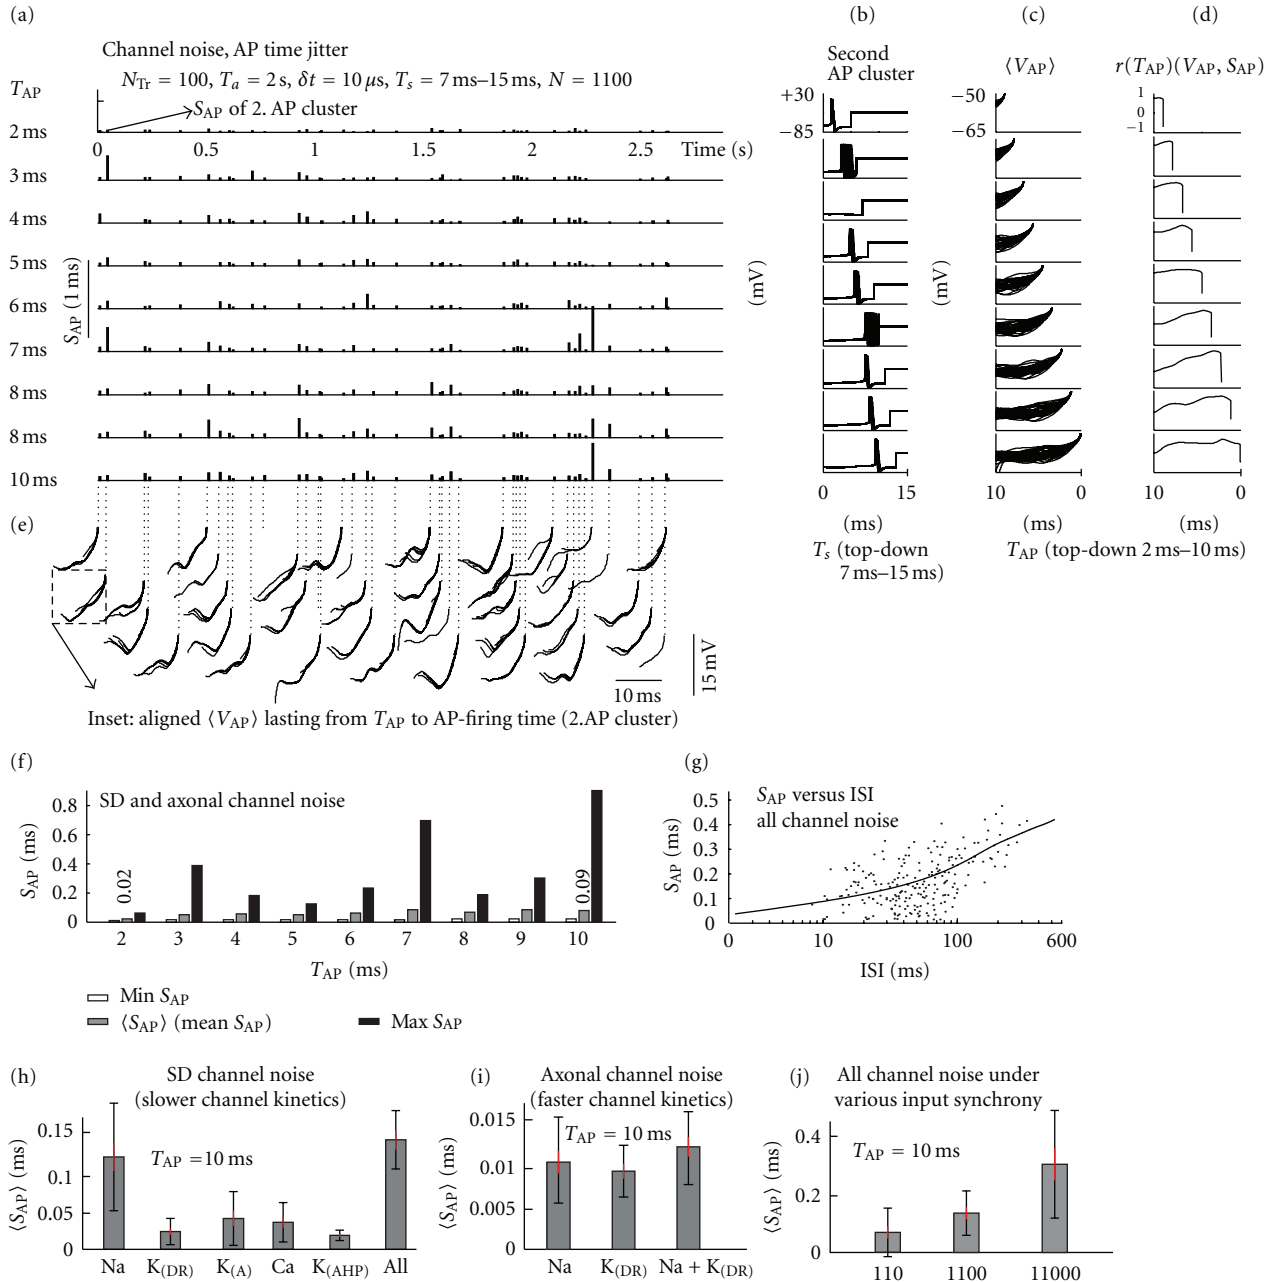 (a)
Channel noise, AP time jitter
N_Tr = 100, T_a = 2 s, δt = 10 μs, T_s = 7 ms–15 ms, N = 1100
T_AP
S_AP of 2. AP cluster
2 ms
0 0.5 1 1.5 2 2.5 Time (s)
3 ms
4 ms
5 ms
6 ms
7 ms
8 ms
8 ms
10 ms
S_AP (1 ms)
(b)
Second
AP cluster
+30
−85
(mV)
0 15
(ms)
T_s (top-down
7 ms–15 ms)
(c)
⟨V_AP⟩
−50
−65
(mV)
10 0
(ms)
(d)
r(T_AP)(V_AP, S_AP)
1
0
−1
10 0
(ms)
T_AP (top-down 2 ms–10 ms)
(e)
10 ms
15 mV
Inset: aligned ⟨V_AP⟩ lasting from T_AP to AP-firing time (2.AP cluster)
(f)
SD and axonal channel noise
S_AP (ms)
0.8
0.6
0.4
0.2
0
0.02
0.09
2 3 4 5 6 7 8 9 10
T_AP (ms)
Min S_AP
⟨S_AP⟩ (mean S_AP)
Max S_AP
(g)
S_AP versus ISI
all channel noise
S_AP (ms)
0.5
0.4
0.3
0.2
0.1
0
0 10 100 600
ISI (ms)
(h)
SD channel noise
(slower channel kinetics)
T_AP = 10 ms
⟨S_AP⟩ (ms)
0.15
0.1
0.05
0
Na K_(DR) K_(A) Ca K_(AHP) All
(i)
Axonal channel noise
(faster channel kinetics)
T_AP = 10 ms
⟨S_AP⟩ (ms)
0.015
0.01
0.005
0
Na K_(DR) Na + K_(DR)
(j)
All channel noise under
various input synchrony
T_AP = 10 ms
⟨S_AP⟩ (ms)
0.4
0.2
0
110 1100 11000